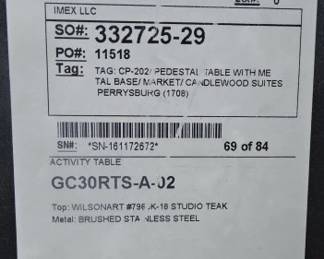 IMEX LLC
SO#: 332725-29
PO#: 11518
Tag: TAG: CP-202/ PEDESTAL TABLE WITH ME
TAL BASE/ MARKET/ CANDLEWOOD SUITES
PERRYSBURG (1708)
SN#: *SN-161172672* 69 of 84
ACTIVITY TABLE
GC30RTS-A-02
Top: WILSONART #7960K-18 STUDIO TEAK
Metal: BRUSHED STAINLESS STEEL